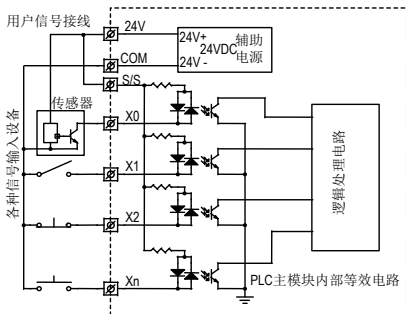 用户信号接线
24V
24V+
24VDC
24V -
辅助
电源
COM
S/S
传感器
X0
各种信号输入设备
X1
逻辑处理电路
X2
Xn
PLC主模块内部等效电路